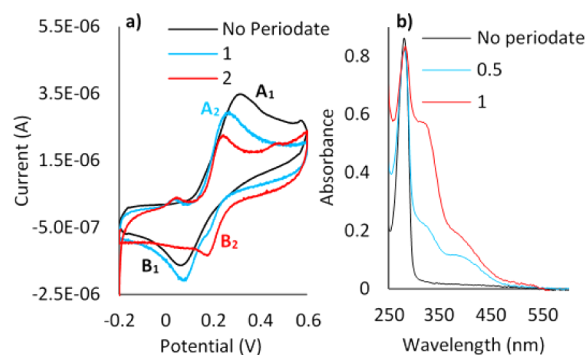 a)
No Periodate
1
2
A1
A2
B1
B2
5.5E-06
3.5E-06
1.5E-06
-5.0E-07
-2.5E-06
Current (A)
-0.2
0
0.2
0.4
0.6
Potential (V)
b)
No periodate
0.5
1
0.8
0.6
0.4
0.2
0
Absorbance
250
350
450
550
Wavelength (nm)